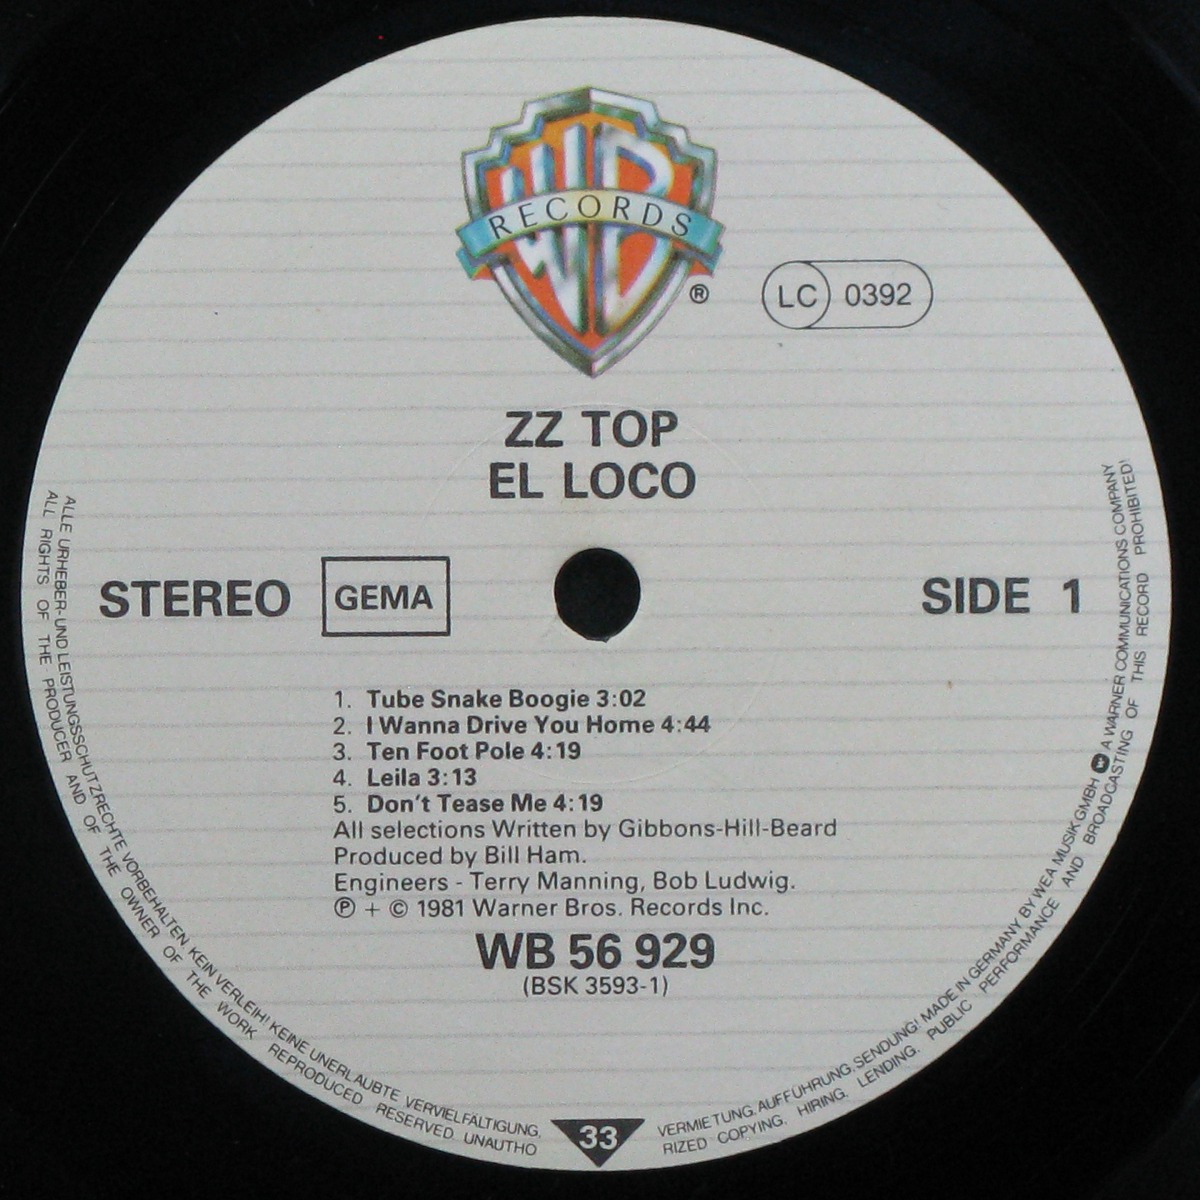 WB
RECORDS
®
LC 0392
ZZ TOP
EL LOCO
STEREO GEMA SIDE 1
1. Tube Snake Boogie 3:02
2. I Wanna Drive You Home 4:44
3. Ten Foot Pole 4:19
4. Leila 3:13
5. Don't Tease Me 4:19
All selections Written by Gibbons-Hill-Beard
Produced by Bill Ham.
Engineers - Terry Manning, Bob Ludwig.
℗ + © 1981 Warner Bros. Records Inc.
WB 56 929
(BSK 3593-1)
33
ALLE URHEBER- UND LEISTUNGSSCHUTZRECHTE VORBEHALTEN. KEIN VERLEIH! KEINE UNERLAUBTE VERVIELFÄLTIGUNG, VERMIETUNG, AUFFÜHRUNG, SENDUNG! MADE IN GERMANY BY WEA MUSIK GMBH W A WARNER COMMUNICATIONS COMPANY
ALL RIGHTS OF THE PRODUCER AND OF THE OWNER OF THE WORK REPRODUCED RESERVED. UNAUTHORIZED COPYING, HIRING, LENDING, PUBLIC PERFORMANCE AND BROADCASTING OF THIS RECORD PROHIBITED!